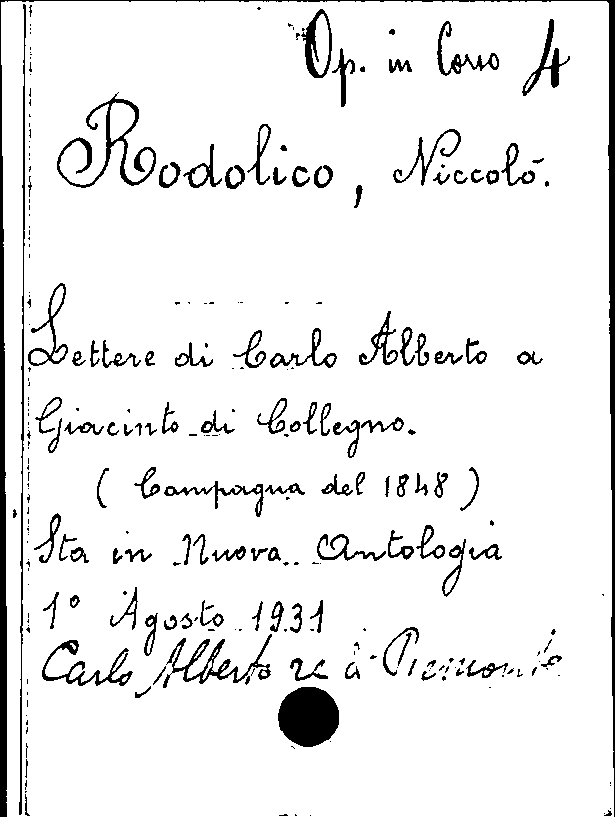 Op. in Corso 4
Rodolico, Niccolò.
Lettere di Carlo Alberto a
Giacinto di Collegno.
( Campagna del 1848 )
Sta in Nuova Antologia
1° Agosto 1931
Carlo Alberto re di Piemonte